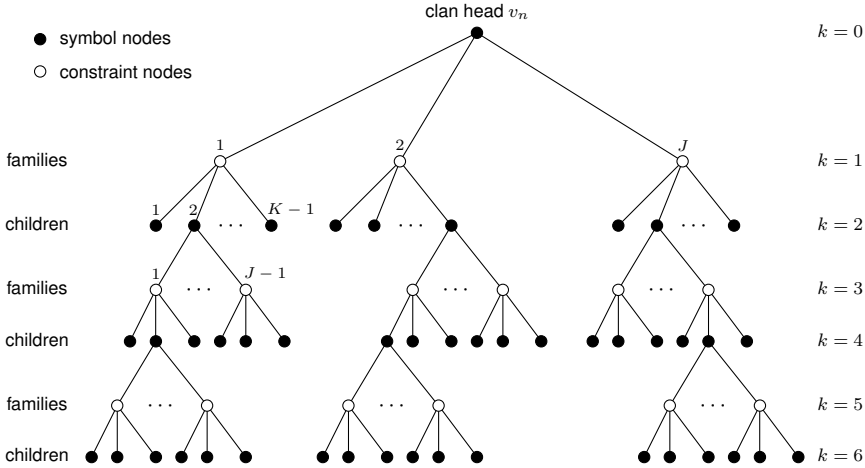 clan head vₙ
k = 0
symbol nodes
constraint nodes
1 2 J
families k = 1
1 2 · · · K − 1 · · · · · ·
children k = 2
1 J − 1
families · · · · · · · · · k = 3
children k = 4
families · · · · · · · · · k = 5
children k = 6